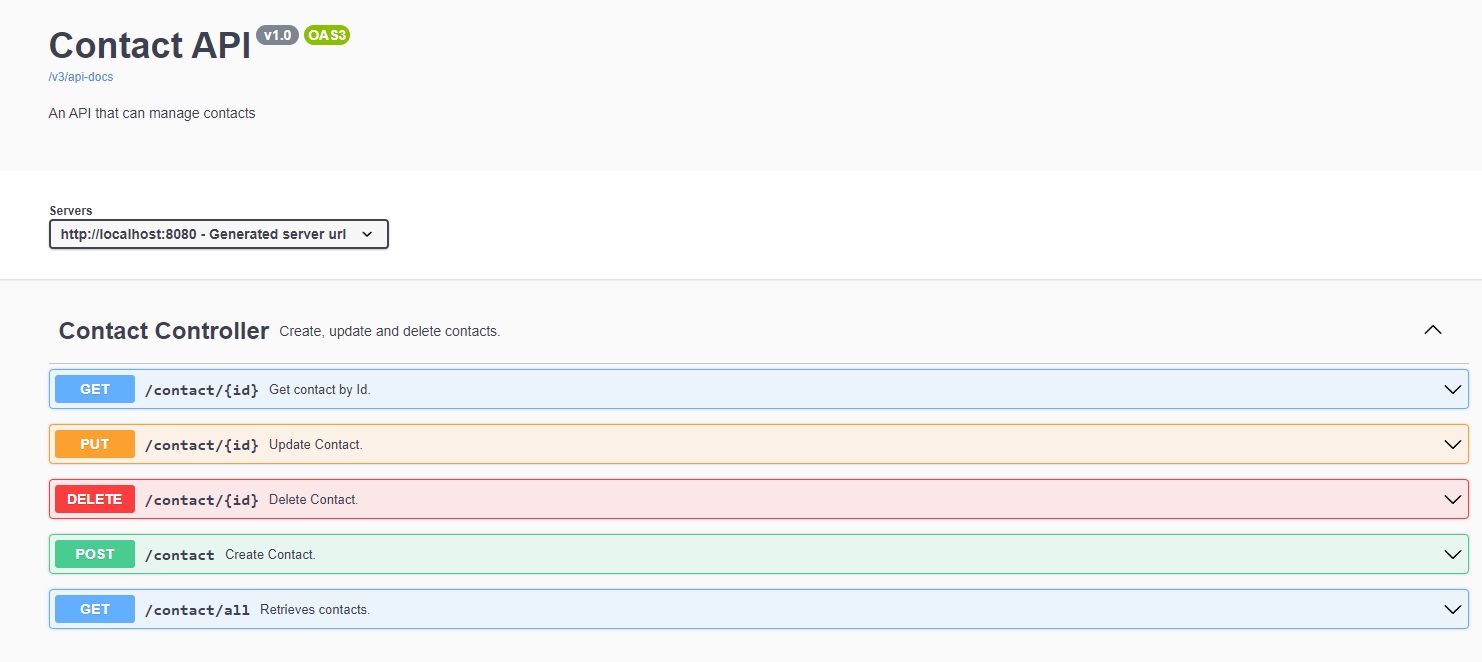 Contact API v1.0 OAS3
/v3/api-docs
An API that can manage contacts
Servers
http://localhost:8080 - Generated server url
Contact Controller Create, update and delete contacts.
GET /contact/{id} Get contact by Id.
PUT /contact/{id} Update Contact.
DELETE /contact/{id} Delete Contact.
POST /contact Create Contact.
GET /contact/all Retrieves contacts.